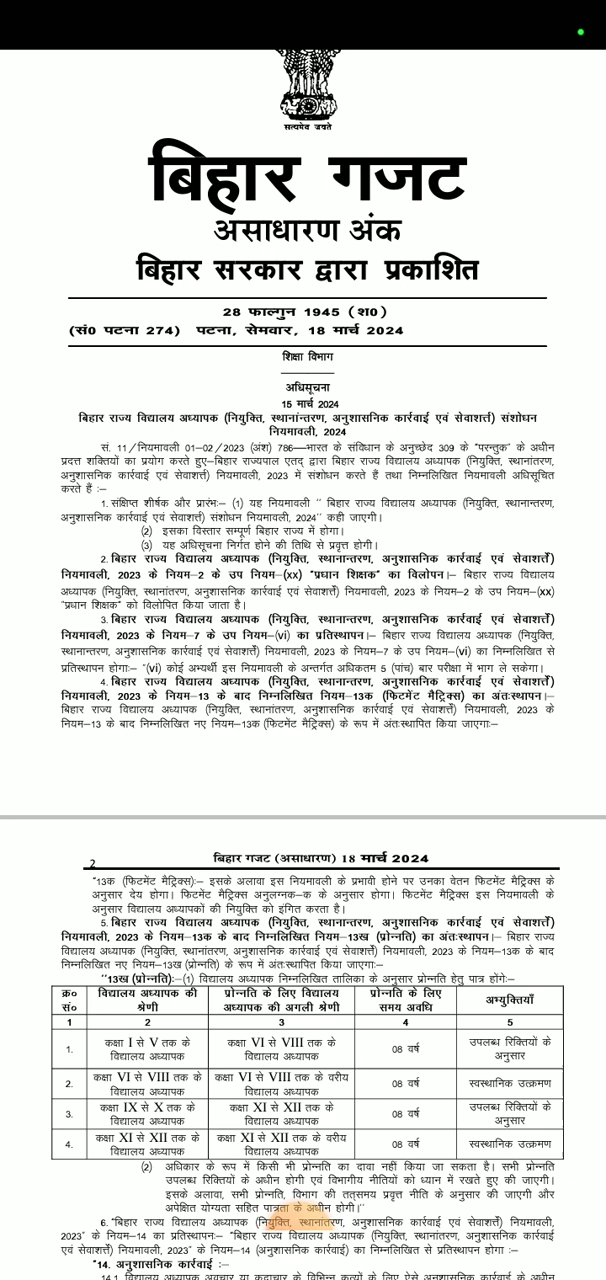 सत्यमेव जयते
बिहार गजट
असाधारण अंक
बिहार सरकार द्वारा प्रकाशित
28 फाल्गुन 1945 (श0)
(सं0 पटना 274) पटना, सेमवार, 18 मार्च 2024
शिक्षा विभाग
अधिसूचना
15 मार्च 2024
बिहार राज्य विद्यालय अध्यापक (नियुक्ति, स्थानांन्तरण, अनुशासनिक कार्रवाई एवं सेवाशर्त्त) संशोधन
नियमावली, 2024
सं. 11/नियमावली 01-02/2023 (अंश) 786—भारत के संविधान के अनुच्छेद 309 के "परन्तुक" के अधीन
प्रदत्त शक्तियों का प्रयोग करते हुए-बिहार राज्यपाल एतद् द्वारा बिहार राज्य विद्यालय अध्यापक (नियुक्ति, स्थानांतरण,
अनुशासनिक कार्रवाई एवं सेवाशर्त्त) नियमावली, 2023 में संशोधन करते हैं तथा निम्नलिखित नियमावली अधिसूचित
करते हैं :–
1. संक्षिप्त शीर्षक और प्रारंभः– (1) यह नियमावली " बिहार राज्य विद्यालय अध्यापक (नियुक्ति, स्थानान्तरण,
अनुशासनिक कार्रवाई एवं सेवाशर्त्त) संशोधन नियमावली, 2024" कही जाएगी।
(2) इसका विस्तार सम्पूर्ण बिहार राज्य में होगा।
(3) यह अधिसूचना निर्गत होने की तिथि से प्रवृत्त होगी।
2. बिहार राज्य विद्यालय अध्यापक (नियुक्ति, स्थानान्तरण, अनुशासनिक कार्रवाई एवं सेवाशर्त्त)
नियमावली, 2023 के नियम–2 के उप नियम–(xx) "प्रधान शिक्षक" का विलोपन।– बिहार राज्य विद्यालय
अध्यापक (नियुक्ति, स्थानांतरण, अनुशासनिक कार्रवाई एवं सेवाशर्त्त) नियमावली, 2023 के नियम–2 के उप नियम–(xx)
"प्रधान शिक्षक" को विलोपित किया जाता है।
3. बिहार राज्य विद्यालय अध्यापक (नियुक्ति, स्थानान्तरण, अनुशासनिक कार्रवाई एवं सेवाशर्त्त)
नियमावली, 2023 के नियम–7 के उप नियम–(vi) का प्रतिस्थापन।– बिहार राज्य विद्यालय अध्यापक (नियुक्ति,
स्थानान्तरण, अनुशासनिक कार्रवाई एवं सेवाशर्त्त) नियमावली, 2023 के नियम–7 के उप नियम–(vi) का निम्नलिखित से
प्रतिस्थापन होगाः– "(vi) कोई अभ्यर्थी इस नियमावली के अन्तर्गत अधिकतम 5 (पांच) बार परीक्षा में भाग ले सकेगा।
4. बिहार राज्य विद्यालय अध्यापक (नियुक्ति, स्थानान्तरण, अनुशासनिक कार्रवाई एवं सेवाशर्त्त)
नियमावली, 2023 के नियम–13 के बाद निम्नलिखित नियम–13क (फिटमेंट मैट्रिक्स) का अंतःस्थापन।–
बिहार राज्य विद्यालय अध्यापक (नियुक्ति, स्थानांतरण, अनुशासनिक कार्रवाई एवं सेवाशर्त्त) नियमावली, 2023 के
नियम–13 के बाद निम्नलिखित नए नियम–13क (फिटमेंट मैट्रिक्स) के रूप में अंतःस्थापित किया जाएगाः–
2 बिहार गजट (असाधारण) 18 मार्च 2024
"13क (फिटमेंट मैट्रिक्स):– इसके अलावा इस नियमावली के प्रभावी होने पर उनका वेतन फिटमेंट मैट्रिक्स के
अनुसार देय होगा। फिटमेंट मैट्रिक्स अनुलग्नक–क के अनुसार होगा। फिटमेंट मैट्रिक्स इस नियमावली के
अनुसार विद्यालय अध्यापकों की नियुक्ति को इंगित करता है।
5. बिहार राज्य विद्यालय अध्यापक (नियुक्ति, स्थानान्तरण, अनुशासनिक कार्रवाई एवं सेवाशर्त्त)
नियमावली, 2023 के नियम–13क के बाद निम्नलिखित नियम–13ख (प्रोन्नति) का अंतःस्थापन।– बिहार राज्य
विद्यालय अध्यापक (नियुक्ति, स्थानांतरण, अनुशासनिक कार्रवाई एवं सेवाशर्त्त) नियमावली, 2023 के नियम–13क के बाद
निम्नलिखित नए नियम–13ख (प्रोन्नति) के रूप में अंतःस्थापित किया जाएगाः–
"13ख (प्रोन्नति):–(1) विद्यालय अध्यापक निम्नलिखित तालिका के अनुसार प्रोन्नति हेतु पात्र होंगेः–
क्र० सं० विद्यालय अध्यापक की श्रेणी प्रोन्नति के लिए विद्यालय अध्यापक की अगली श्रेणी प्रोन्नति के लिए समय अवधि अभ्युक्तियाँ
1 2 3 4 5
1. कक्षा I से V तक के विद्यालय अध्यापक कक्षा VI से VIII तक के विद्यालय अध्यापक 08 वर्ष उपलब्ध रिक्तियों के अनुसार
2. कक्षा VI से VIII तक के विद्यालय अध्यापक कक्षा VI से VIII तक के वरीय विद्यालय अध्यापक 08 वर्ष स्वस्थानिक उत्क्रमण
3. कक्षा IX से X तक के विद्यालय अध्यापक कक्षा XI से XII तक के विद्यालय अध्यापक 08 वर्ष उपलब्ध रिक्तियों के अनुसार
4. कक्षा XI से XII तक के विद्यालय अध्यापक कक्षा XI से XII तक के वरीय विद्यालय अध्यापक 08 वर्ष स्वस्थानिक उत्क्रमण
(2) अधिकार के रूप में किसी भी प्रोन्नति का दावा नहीं किया जा सकता है। सभी प्रोन्नति
उपलब्ध रिक्तियों के अधीन होगी एवं विभागीय नीतियों को ध्यान में रखते हुए की जाएगी।
इसके अलावा, सभी प्रोन्नति, विभाग की तत्समय प्रवृत्त नीति के अनुसार की जाएगी और
अपेक्षित योग्यता सहित पात्रता के अधीन होगी।"
6. "बिहार राज्य विद्यालय अध्यापक (नियुक्ति, स्थानंतरण, अनुशासनिक कार्रवाई एवं सेवाशर्त्त) नियमावली,
2023" के नियम–14 का प्रतिस्थापनः– "बिहार राज्य विद्यालय अध्यापक (नियुक्ति, स्थानांतरण, अनुशासनिक कार्रवाई
एवं सेवाशर्त्त) नियमावली, 2023" के नियम–14 (अनुशासनिक कार्रवाई) का निम्नलिखित से प्रतिस्थापन होगा :–
"14. अनुशासनिक कार्रवाई :–
14.1 विद्यालय अध्यापक अवचार या कदाचार के विभिन्न कृत्यों के लिए ऐसे अनुशासनिक कार्रवाई के अधीन